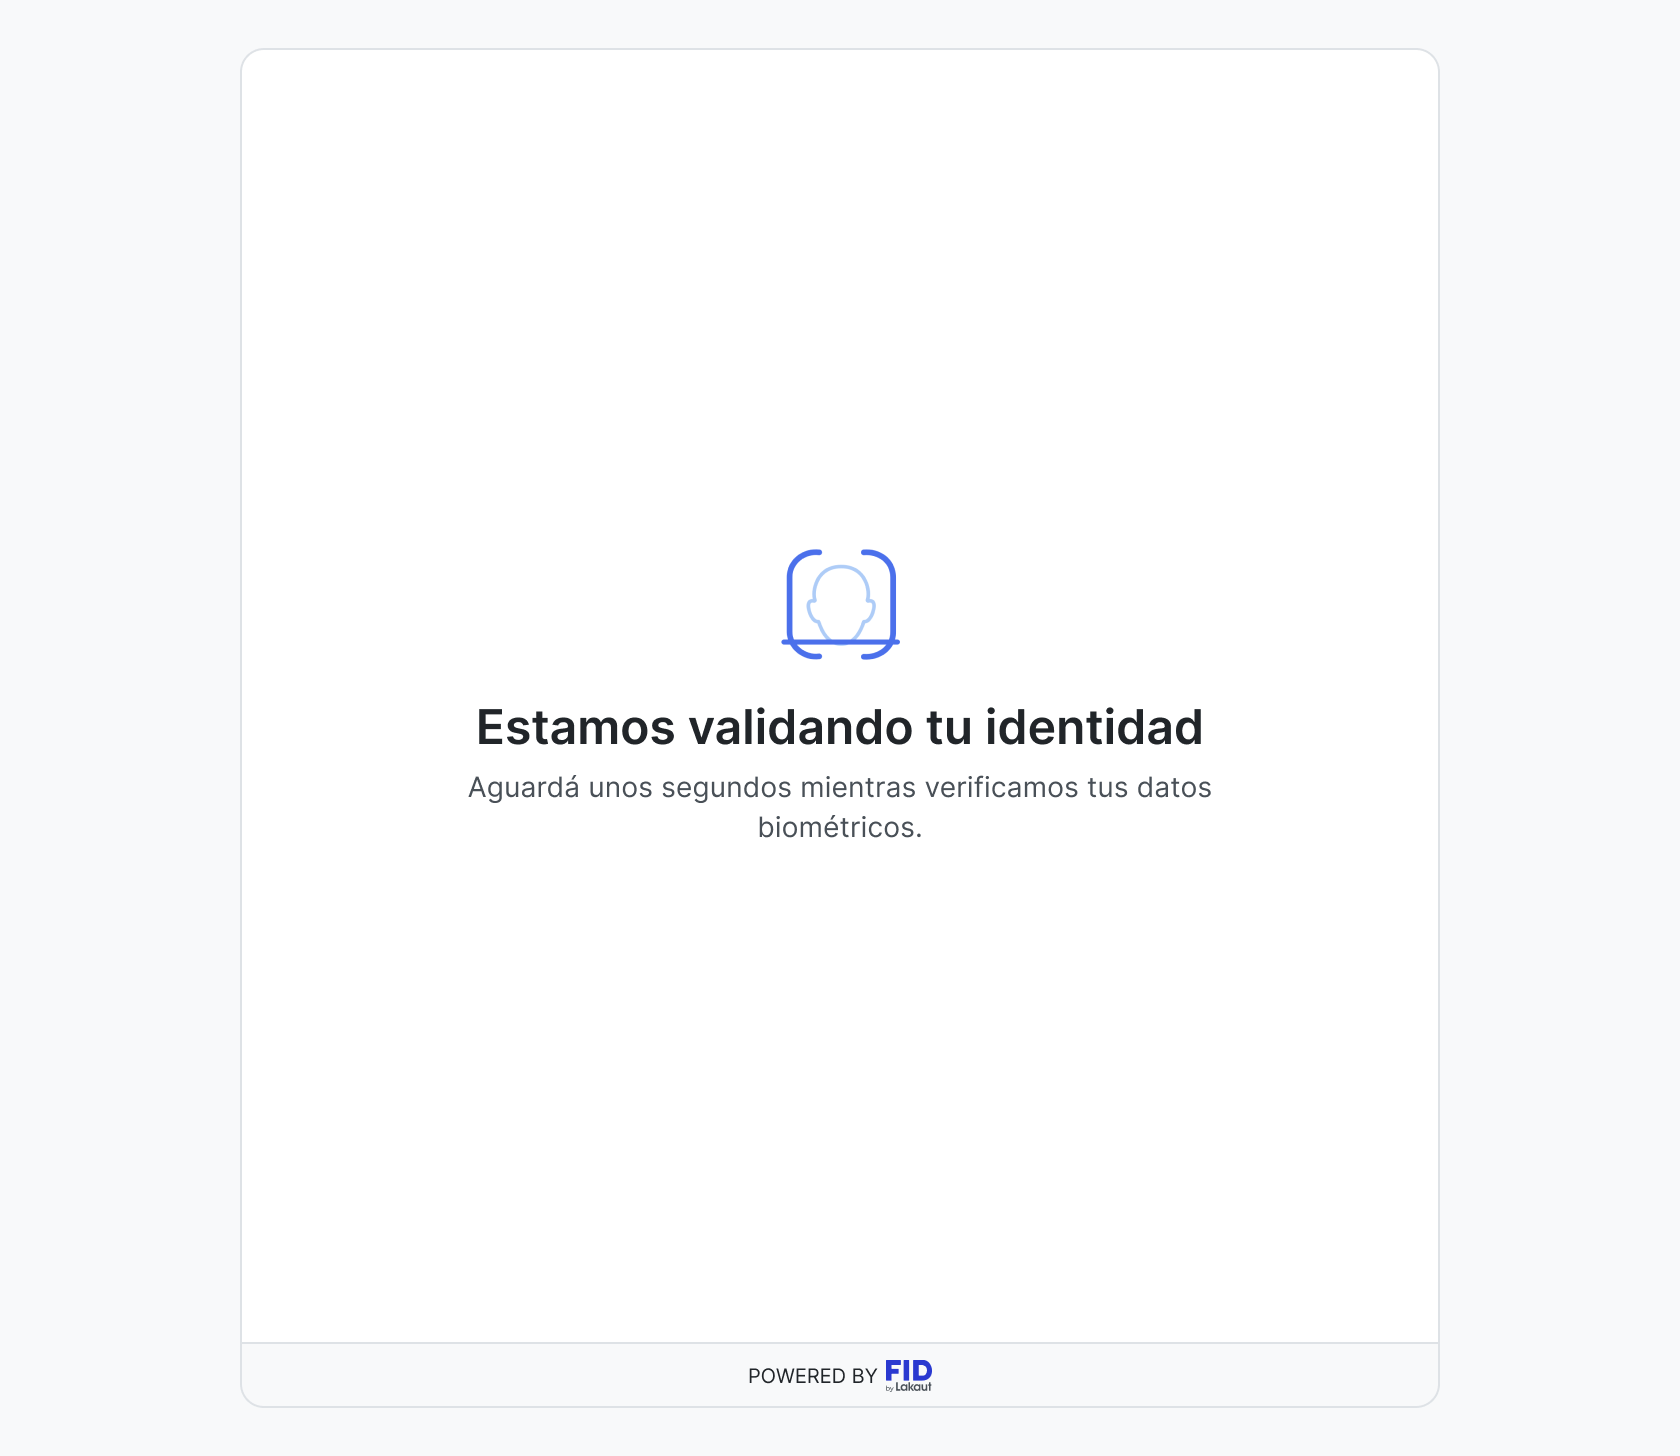 Estamos validando tu identidad
Aguardá unos segundos mientras verificamos tus datos
biométricos.
POWERED BY FID
by Lakaut